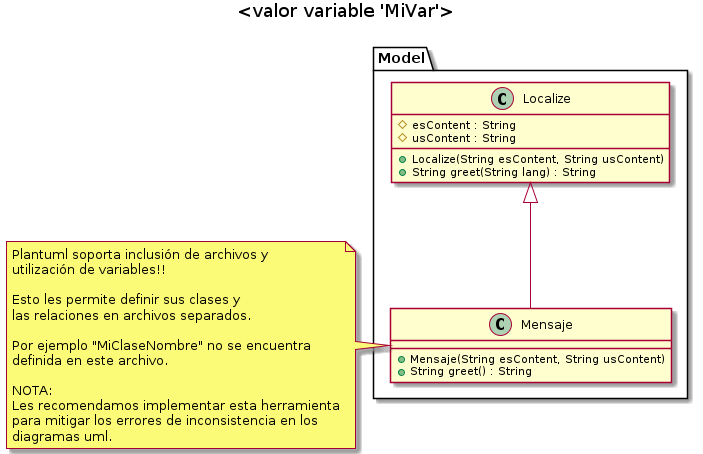 <valor variable 'MiVar'>
Model
C Localize
esContent : String
usContent : String
Localize(String esContent, String usContent)
String greet(String lang) : String
Plantuml soporta inclusión de archivos y
utilización de variables!!
Esto les permite definir sus clases y
las relaciones en archivos separados.
Por ejemplo "MiClaseNombre" no se encuentra
definida en este archivo.
NOTA:
Les recomendamos implementar esta herramienta
para mitigar los errores de inconsistencia en los
diagramas uml.
C Mensaje
Mensaje(String esContent, String usContent)
String greet() : String